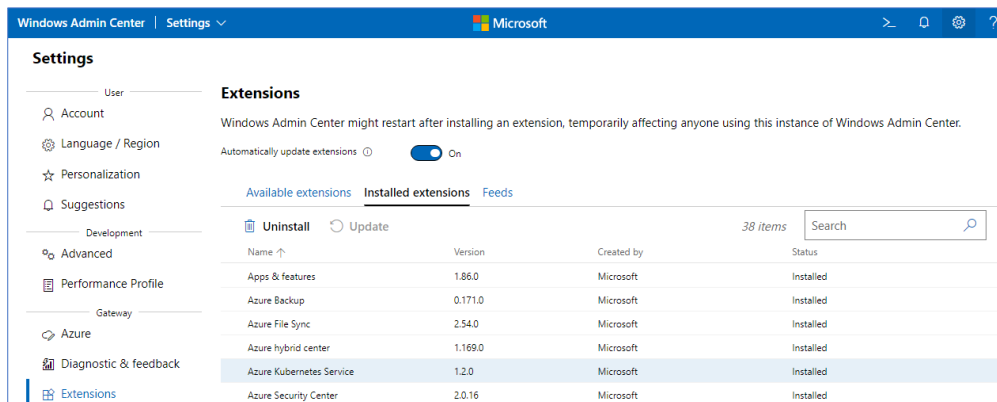 Windows Admin Center | Settings
Microsoft
>_
?
Settings
User
Account
Language / Region
Personalization
Suggestions
Development
Advanced
Performance Profile
Gateway
Azure
Diagnostic & feedback
Extensions
Extensions
Windows Admin Center might restart after installing an extension, temporarily affecting anyone using this instance of Windows Admin Center.
Automatically update extensions
On
Available extensions Installed extensions Feeds
Uninstall Update 38 items Search
Name ↑ Version Created by Status
Apps & features 1.86.0 Microsoft Installed
Azure Backup 0.171.0 Microsoft Installed
Azure File Sync 2.54.0 Microsoft Installed
Azure hybrid center 1.169.0 Microsoft Installed
Azure Kubernetes Service 1.2.0 Microsoft Installed
Azure Security Center 2.0.16 Microsoft Installed